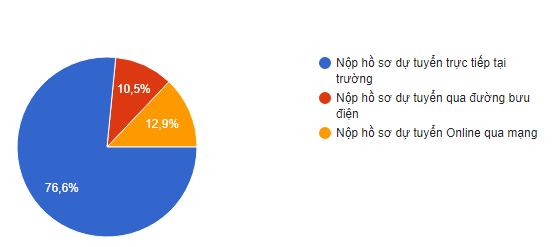 Nộp hồ sơ dự tuyển trực tiếp tại
trường
Nộp hồ sơ dự tuyển qua đường bưu
điện
Nộp hồ sơ dự tuyển Online qua mạng
10,5%
12,9%
76,6%